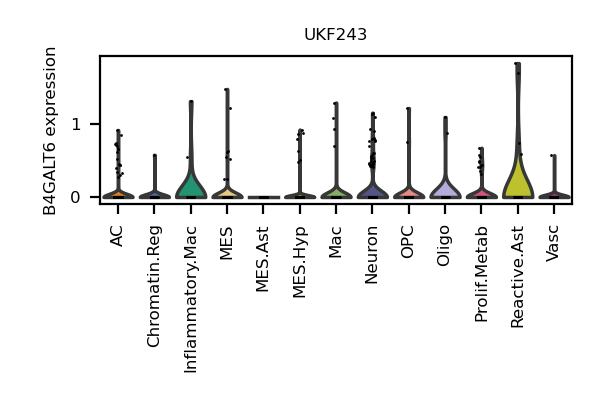 UKF243
B4GALT6 expression
1
0
AC
Chromatin.Reg
Inflammatory.Mac
MES
MES.Ast
MES.Hyp
Mac
Neuron
OPC
Oligo
Prolif.Metab
Reactive.Ast
Vasc